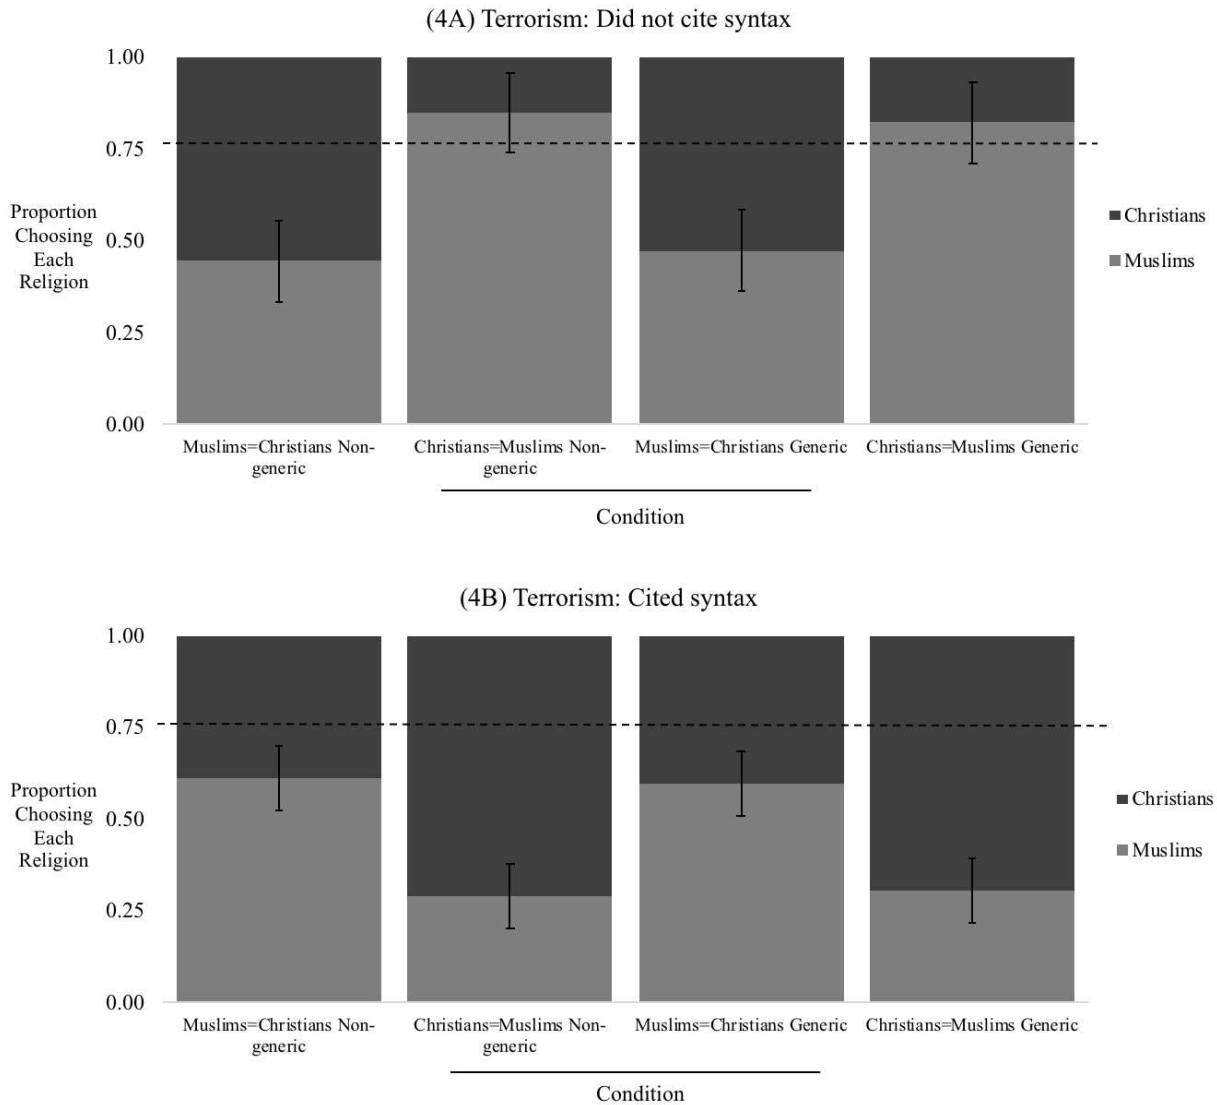 (4A) Terrorism: Did not cite syntax
1.00
0.75
0.50
0.25
0.00
Proportion
Choosing
Each
Religion
Christians
Muslims
Muslims=Christians Non-
generic
Christians=Muslims Non-
generic
Muslims=Christians Generic
Christians=Muslims Generic
Condition
(4B) Terrorism: Cited syntax
1.00
0.75
0.50
0.25
0.00
Proportion
Choosing
Each
Religion
Christians
Muslims
Muslims=Christians Non-
generic
Christians=Muslims Non-
generic
Muslims=Christians Generic
Christians=Muslims Generic
Condition